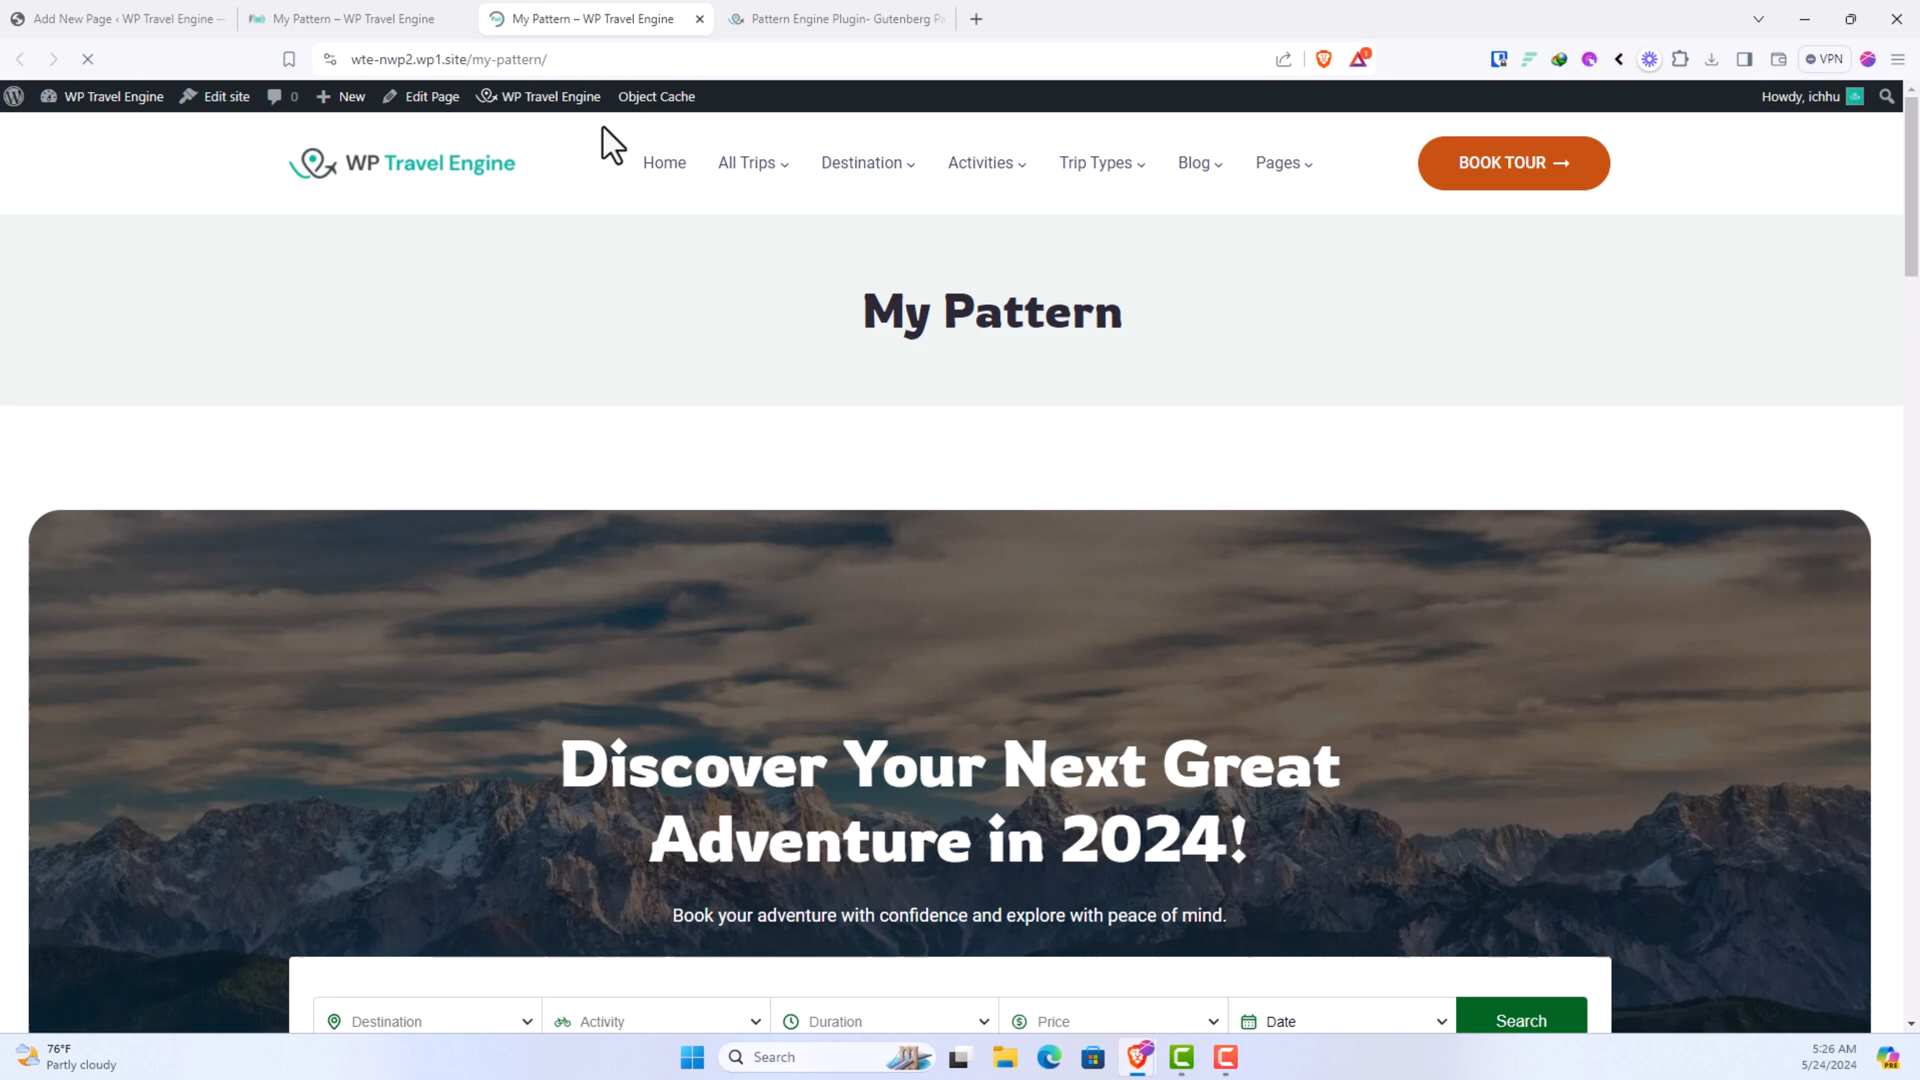 Add New Page ‹ WP Travel Engine —
My Pattern – WP Travel Engine
My Pattern – WP Travel Engine
Pattern Engine Plugin- Gutenberg Pa
wte-nwp2.wp1.site/my-pattern/
1
VPN
WP Travel Engine
Edit site
0
New
Edit Page
WP Travel Engine
Object Cache
Howdy, ichhu
WP Travel Engine
Home
All Trips
Destination
Activities
Trip Types
Blog
Pages
BOOK TOUR
My Pattern
Discover Your Next Great
Adventure in 2024!
Book your adventure with confidence and explore with peace of mind.
Destination
Activity
Duration
Price
Date
Search
76°F
Partly cloudy
Search
5:26 AM
5/24/2024
PRE